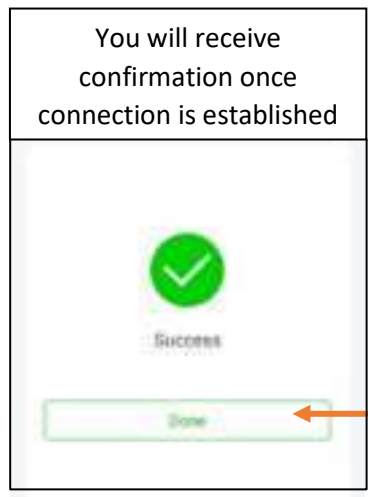 You will receive
confirmation once
connection is established
Success
Done